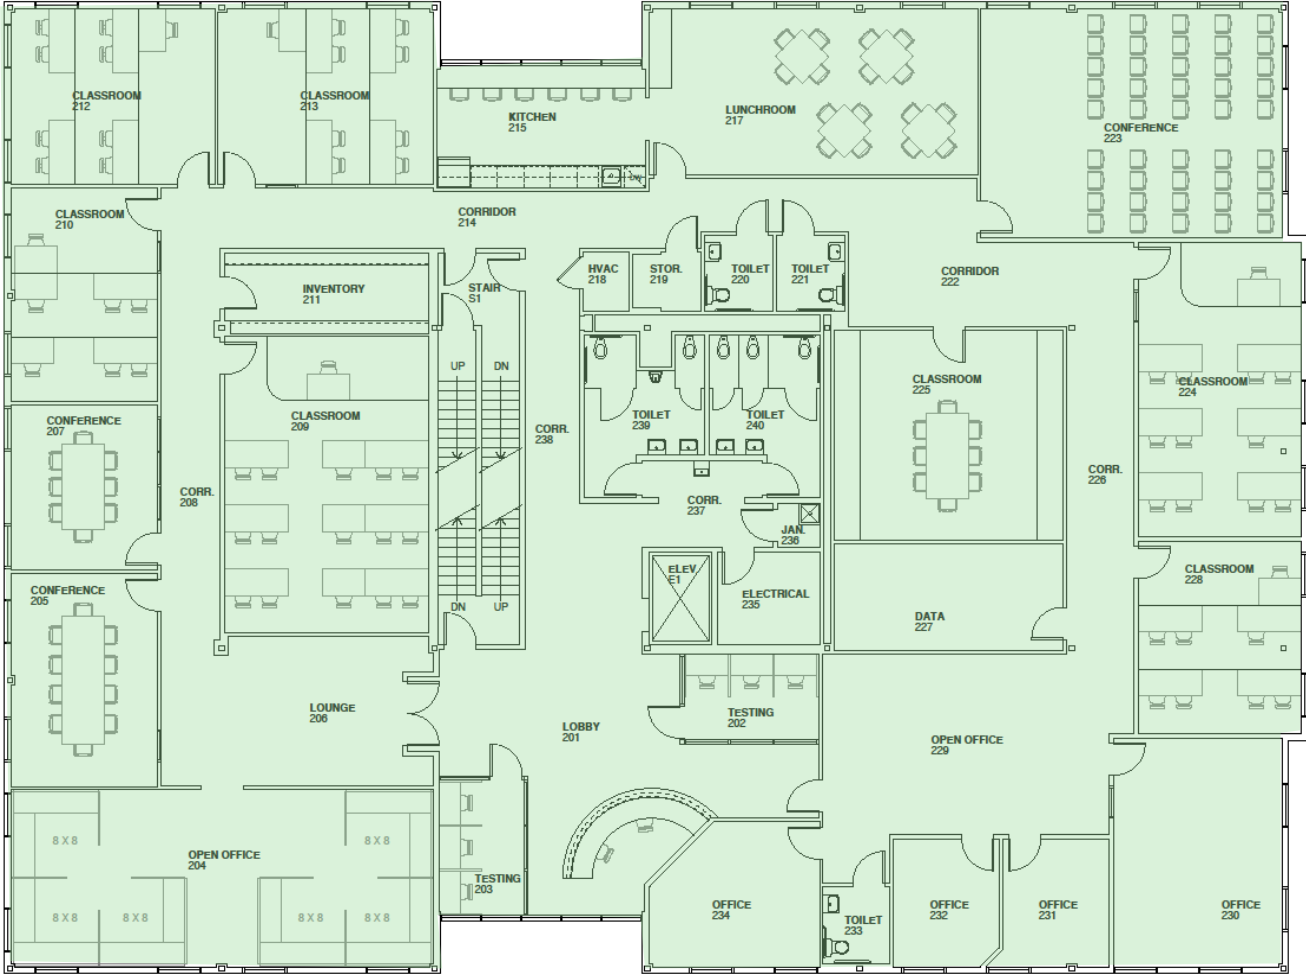 CLASSROOM
212
CLASSROOM
213
KITCHEN
215
LUNCHROOM
217
CONFERENCE
223
DW
CLASSROOM
210
CORRIDOR
214
INVENTORY
211
STAIR
S1
HVAC
218
STOR.
219
TOILET
220
TOILET
221
CORRIDOR
222
UP
DN
CLASSROOM
209
CONFERENCE
207
CORR.
238
TOILET
239
TOILET
240
CLASSROOM
225
CLASSROOM
224
CORR.
208
CORR.
237
CORR.
226
JAN.
236
CONFERENCE
205
ELEV
E1
ELECTRICAL
235
DATA
227
CLASSROOM
228
DN
UP
LOUNGE
206
LOBBY
201
TESTING
202
OPEN OFFICE
229
8 X 8
8 X 8
OPEN OFFICE
204
TESTING
203
8 X 8
8 X 8
8 X 8
8 X 8
OFFICE
234
TOILET
233
OFFICE
232
OFFICE
231
OFFICE
230